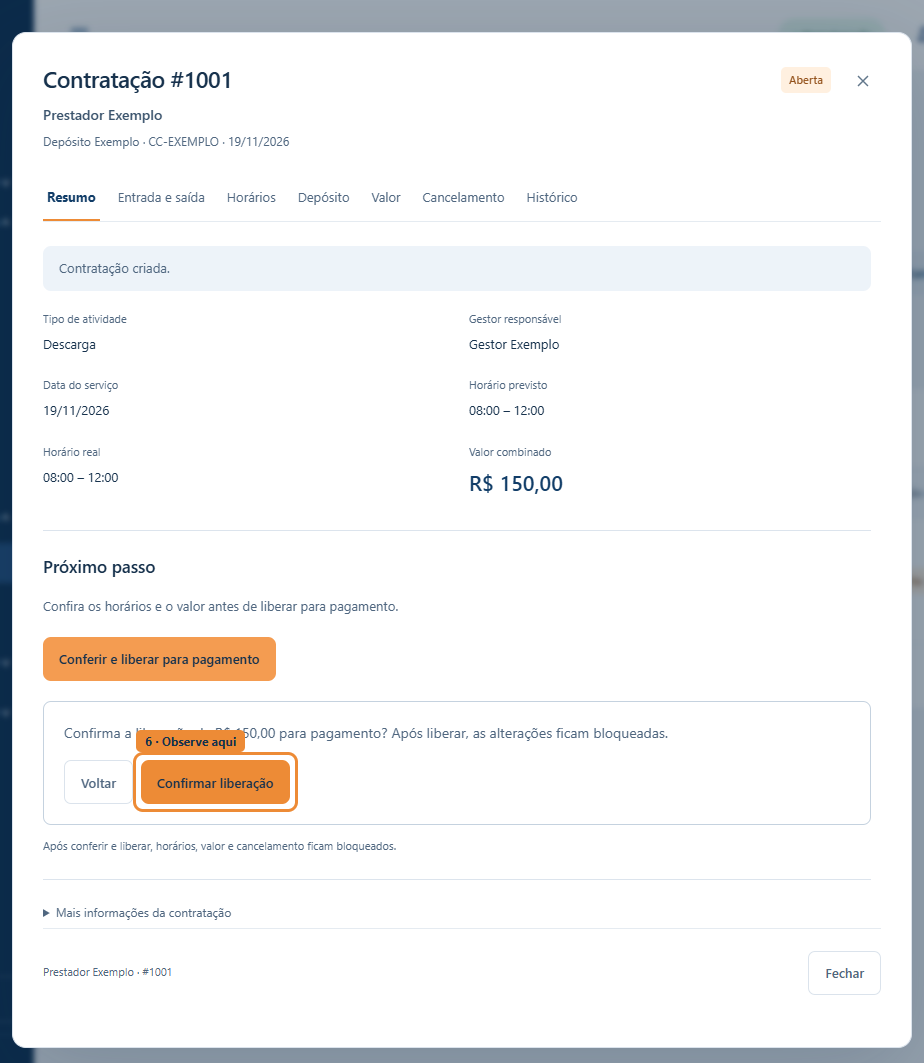 Contratação #1001
Aberta
Prestador Exemplo
Depósito Exemplo · CC-EXEMPLO · 19/11/2026
Resumo Entrada e saída Horários Depósito Valor Cancelamento Histórico
Contratação criada.
Tipo de atividade
Descarga
Gestor responsável
Gestor Exemplo
Data do serviço
19/11/2026
Horário previsto
08:00 – 12:00
Horário real
08:00 – 12:00
Valor combinado
R$ 150,00
Próximo passo
Confira os horários e o valor antes de liberar para pagamento.
Conferir e liberar para pagamento
Confirma a R$ 150,00 para pagamento? Após liberar, as alterações ficam bloqueadas.
6 · Observe aqui
Voltar
Confirmar liberação
Após conferir e liberar, horários, valor e cancelamento ficam bloqueados.
Mais informações da contratação
Prestador Exemplo · #1001
Fechar